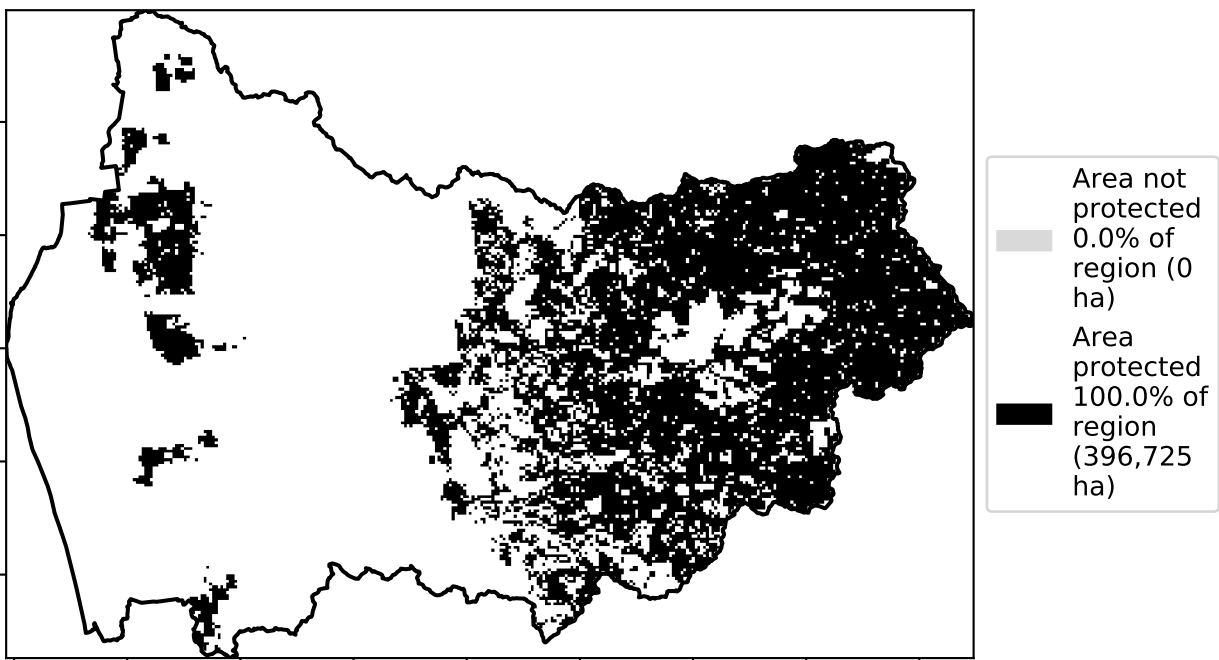 Area not
protected
0.0% of
region (0
ha)
Area
protected
100.0% of
region
(396,725
ha)